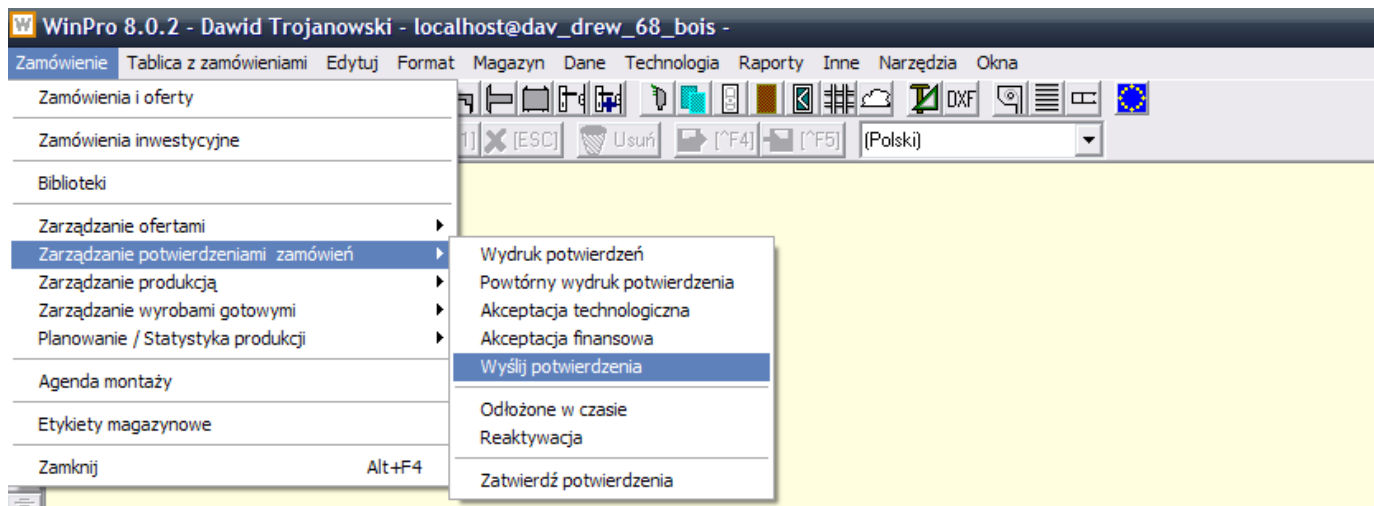 WinPro 8.0.2 - Dawid Trojanowski - localhost@dav_drew_68_bois -
Zamówienie Tablica z zamówieniami Edytuj Format Magazyn Dane Technologia Raporty Inne Narzędzia Okna
DXF
[ESC] Usuń [^F4] [^F5] (Polski)
Zamówienia i oferty
Zamówienia inwestycyjne
Biblioteki
Zarządzanie ofertami
Zarządzanie potwierdzeniami zamówień
Zarządzanie produkcją
Zarządzanie wyrobami gotowymi
Planowanie / Statystyka produkcji
Agenda montaży
Etykiety magazynowe
Zamknij Alt+F4
Wydruk potwierdzeń
Powtórny wydruk potwierdzenia
Akceptacja technologiczna
Akceptacja finansowa
Wyślij potwierdzenia
Odłożone w czasie
Reaktywacja
Zatwierdź potwierdzenia